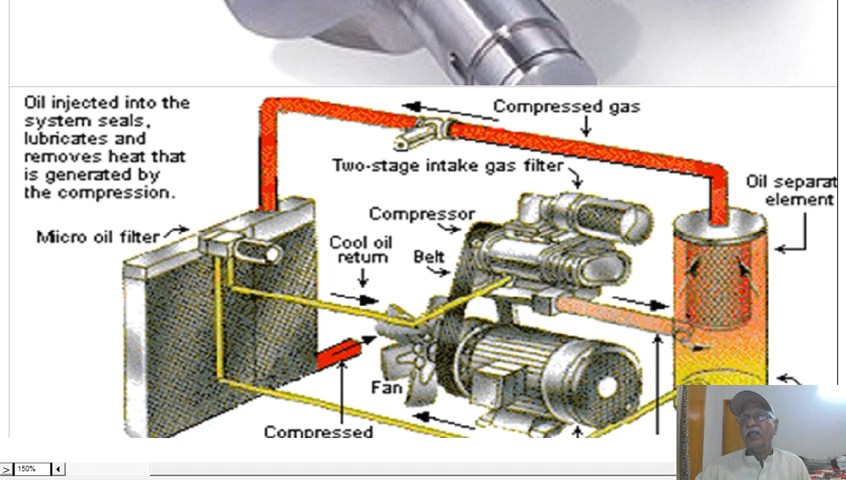 Oil injected into the
system seals,
lubricates and
removes heat that
is generated by
the compression.
Compressed gas
Two-stage intake gas filter
Oil separat
element
Compressor
Micro oil filter
Cool oil
return
Belt
Fan
Compressed
150%